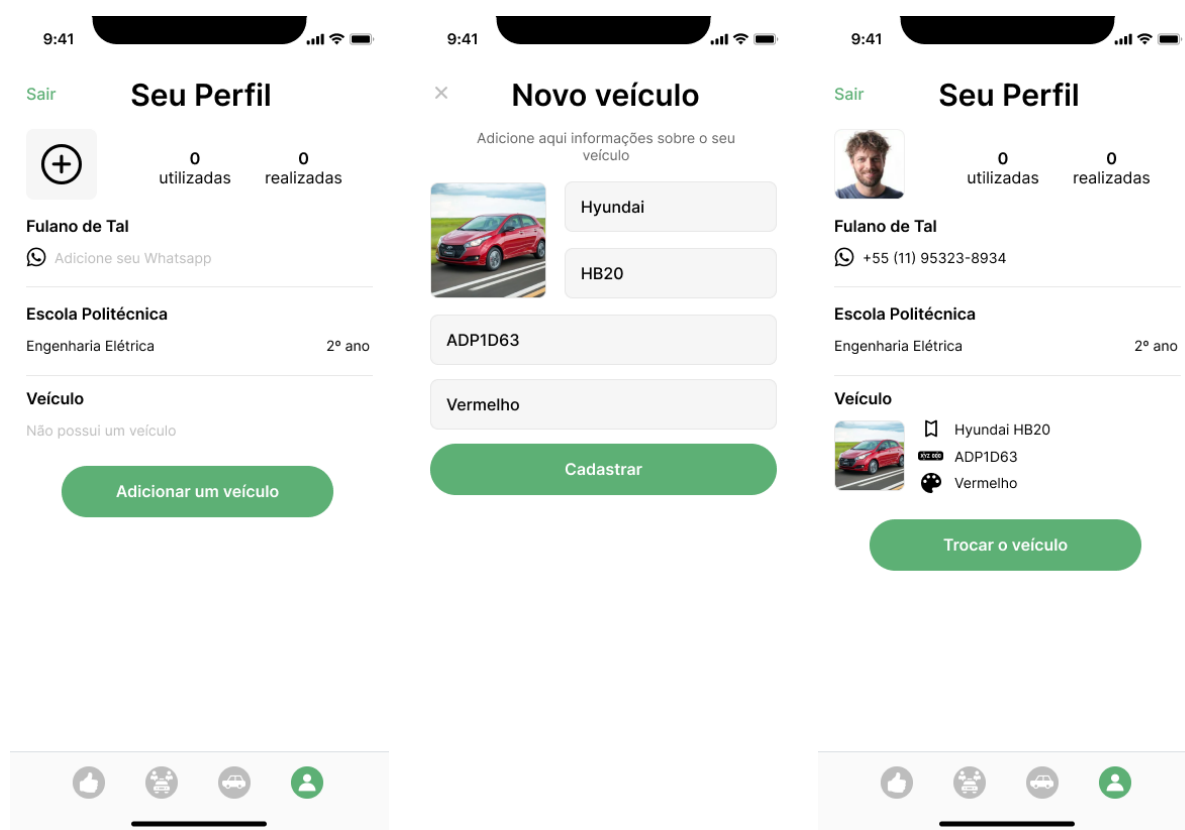 9:41
Sair
Seu Perfil
0
utilizadas
0
realizadas
Fulano de Tal
Adicione seu Whatsapp
Escola Politécnica
Engenharia Elétrica
2º ano
Veículo
Não possui um veículo
Adicionar um veículo
9:41
Novo veículo
Adicione aqui informações sobre o seu
veículo
Hyundai
HB20
ADP1D63
Vermelho
Cadastrar
9:41
Sair
Seu Perfil
0
utilizadas
0
realizadas
Fulano de Tal
+55 (11) 95323-8934
Escola Politécnica
Engenharia Elétrica
2º ano
Veículo
Hyundai HB20
XYZ 000
ADP1D63
Vermelho
Trocar o veículo